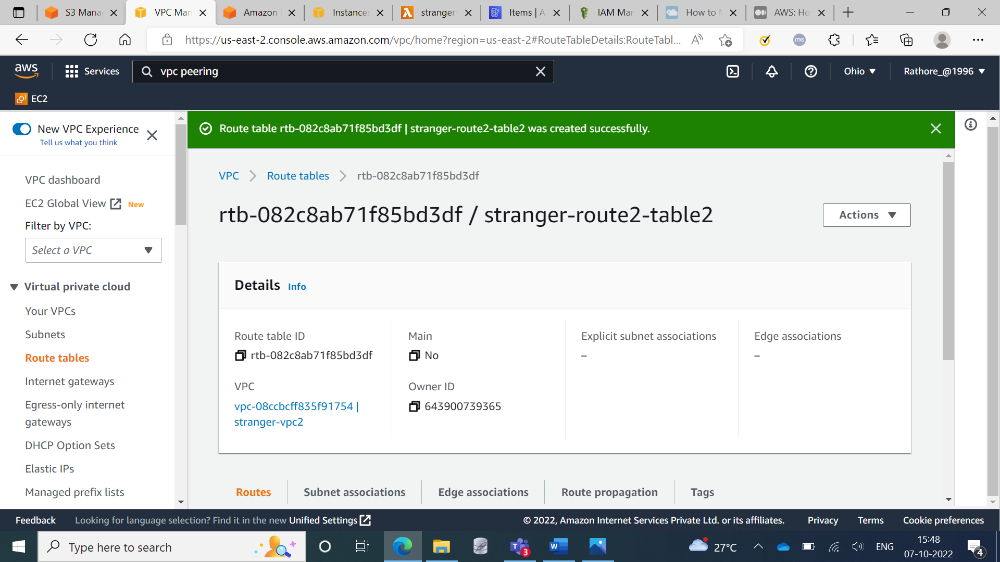 S3 Mana
VPC Man
Amazon
Instances
stranger-
Items | A
IAM Man
How to M
AWS: Ho
https://us-east-2.console.aws.amazon.com/vpc/home?region=us-east-2#RouteTableDetails:RouteTabl...
me
aws
Services
vpc peering
Ohio
Rathore_@1996
EC2
New VPC Experience
Tell us what you think
Route table rtb-082c8ab71f85bd3df | stranger-route2-table2 was created successfully.
VPC dashboard
EC2 Global View New
Filter by VPC:
Select a VPC
Virtual private cloud
Your VPCs
Subnets
Route tables
Internet gateways
Egress-only internet
gateways
DHCP Option Sets
Elastic IPs
Managed prefix lists
VPC
Route tables
rtb-082c8ab71f85bd3df
rtb-082c8ab71f85bd3df / stranger-route2-table2
Actions
Details Info
Route table ID
rtb-082c8ab71f85bd3df
Main
No
Explicit subnet associations
–
Edge associations
–
VPC
vpc-08ccbcff835f91754 |
stranger-vpc2
Owner ID
643900739365
Routes
Subnet associations
Edge associations
Route propagation
Tags
Feedback
Looking for language selection? Find it in the new Unified Settings
© 2022, Amazon Internet Services Private Ltd. or its affiliates.
Privacy
Terms
Cookie preferences
Type here to search
3
27°C
ENG
15:48
07-10-2022
4